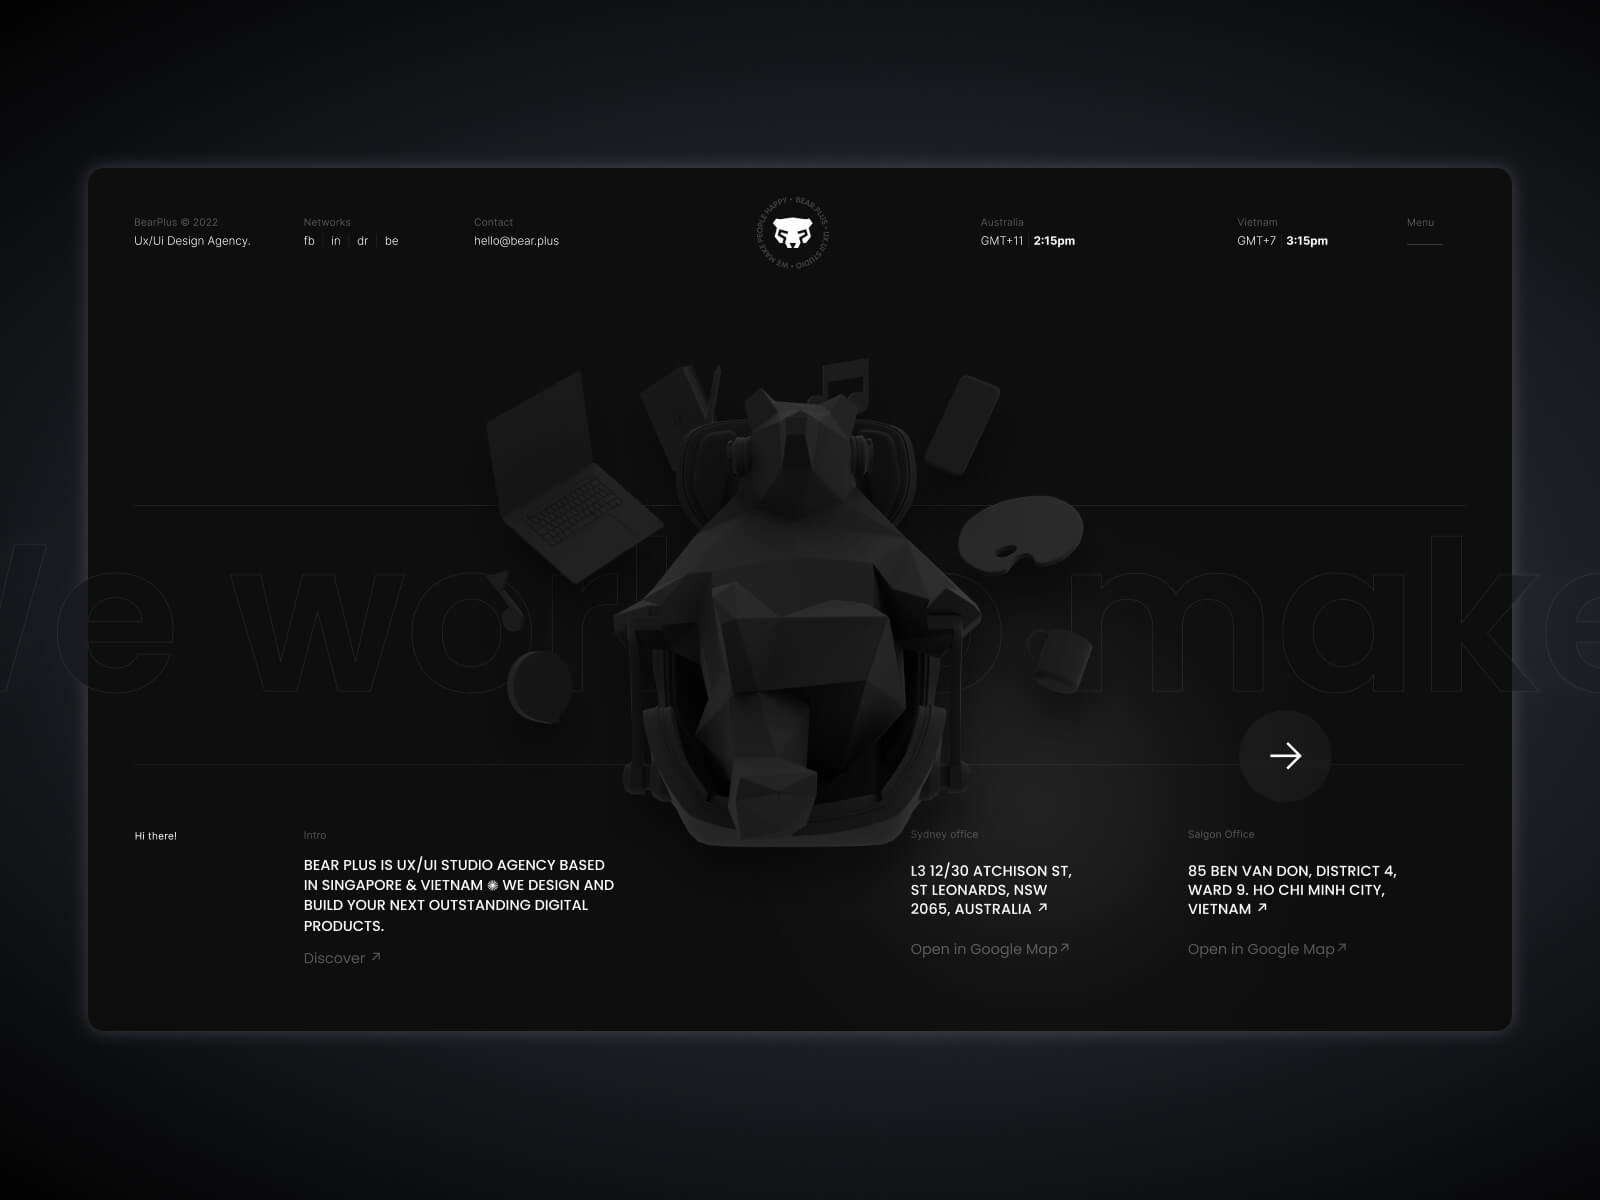 BearPlus © 2022
Ux/Ui Design Agency.
Networks
fb | in | dr | be
Contact
hello@bear.plus
BEAR PLUS • UX UI STUDIO • WE MAKE PEOPLE HAPPY •
Australia
GMT+11 | 2:15pm
Vietnam
GMT+7 | 3:15pm
Menu
We work to make
Hi there!
Intro
BEAR PLUS IS UX/UI STUDIO AGENCY BASED
IN SINGAPORE & VIETNAM ✺ WE DESIGN AND
BUILD YOUR NEXT OUTSTANDING DIGITAL
PRODUCTS.
Discover ↗
Sydney office
L3 12/30 ATCHISON ST,
ST LEONARDS, NSW
2065, AUSTRALIA ↗
Open in Google Map↗
Saigon Office
85 BEN VAN DON, DISTRICT 4,
WARD 9. HO CHI MINH CITY,
VIETNAM ↗
Open in Google Map↗